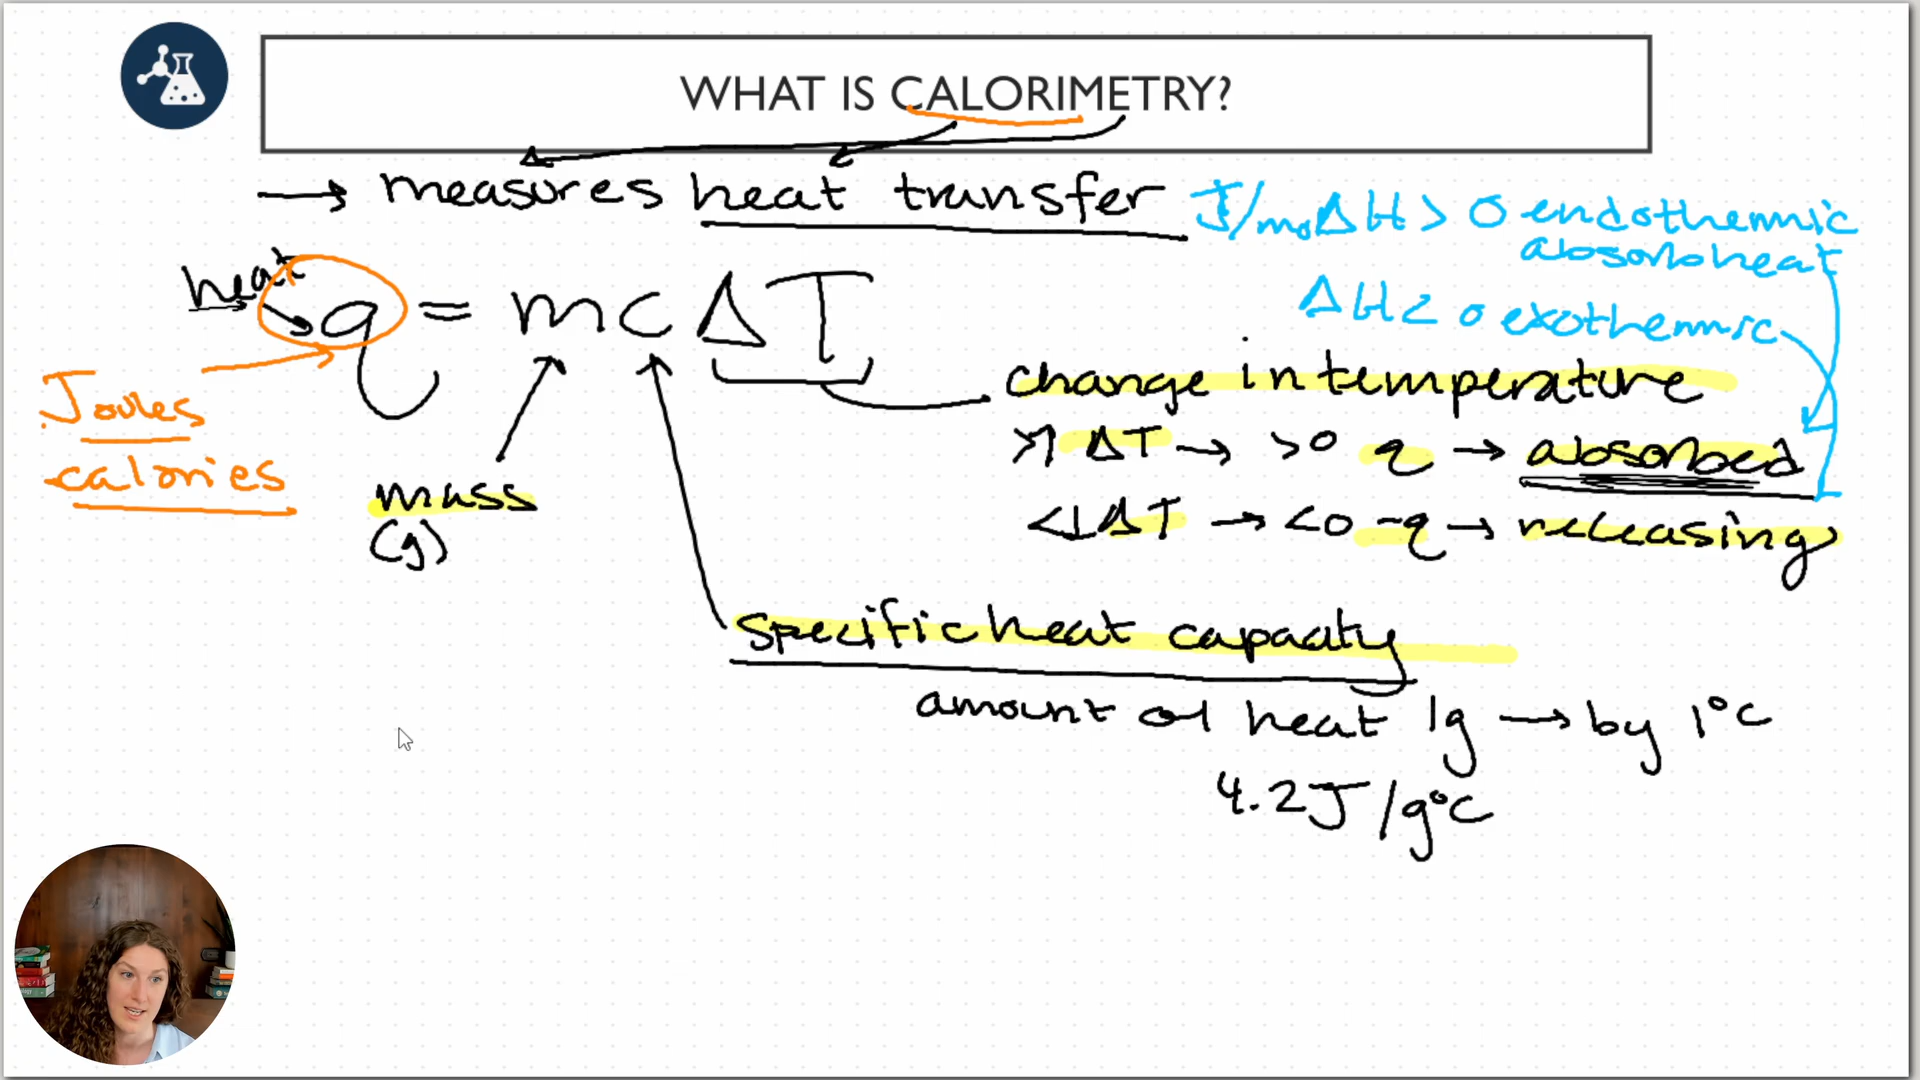 WHAT IS CALORIMETRY?
→ measures heat transfer
J/mol ΔH > 0 endothermic
absorb heat
ΔH < 0 exothermic
heat
q = mcΔT
Joules
calories
mass
(g)
change in temperature
>↑ ΔT → >0 q → absorbed
<↓ ΔT → <0 -q → releasing
specific heat capacity
amount of heat 1g → by 1°C
4.2J/g°C